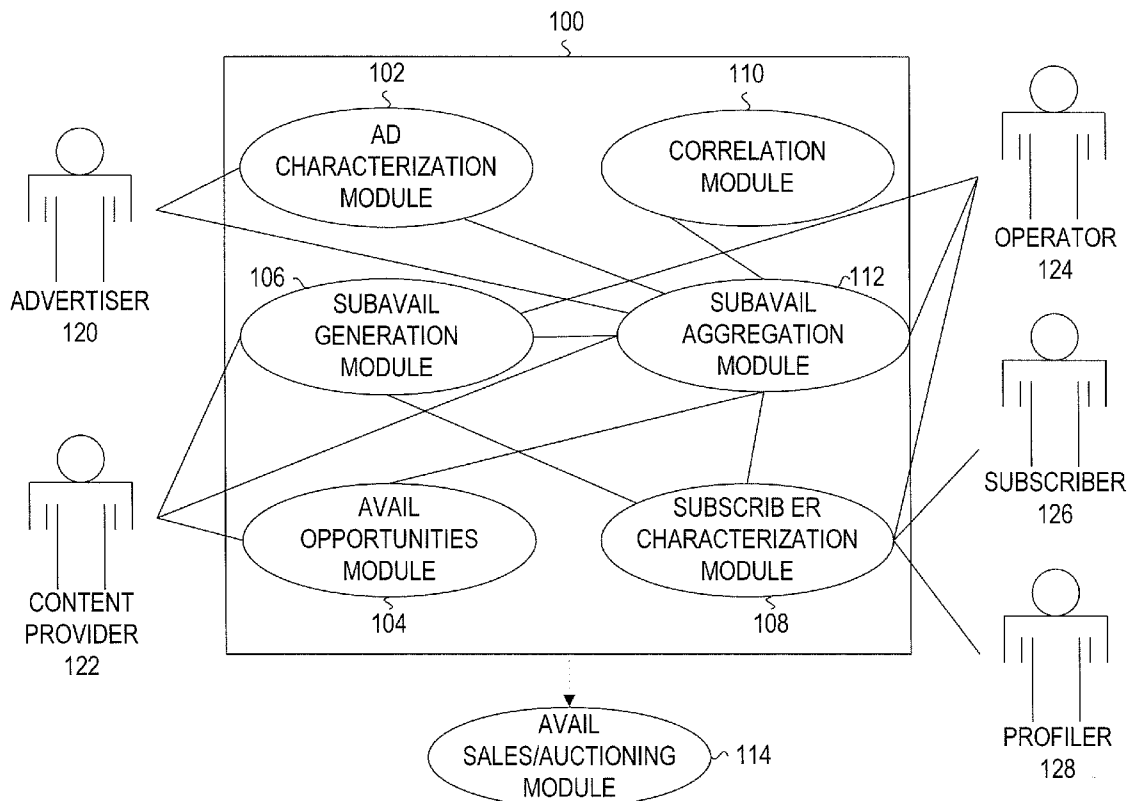 100
102
110
AD
CHARACTERIZATION
MODULE
CORRELATION
MODULE
ADVERTISER
120
OPERATOR
124
106
SUBAVAIL
GENERATION
MODULE
112
SUBAVAIL
AGGREGATION
MODULE
CONTENT
PROVIDER
122
SUBSCRIBER
126
AVAIL
OPPORTUNITIES
MODULE
104
SUBSCRIB ER
CHARACTERIZATION
MODULE
108
AVAIL
SALES/AUCTIONING
MODULE
114
PROFILER
128